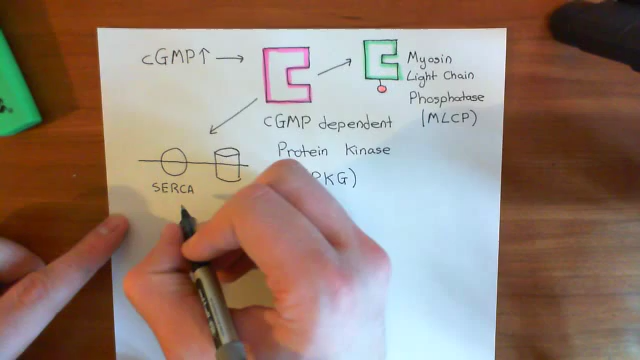 cGMP↑ →
Myosin
Light Chain
Phosphatase
(MLCP)
cGMP dependent
Protein Kinase
PKG)
SERCA